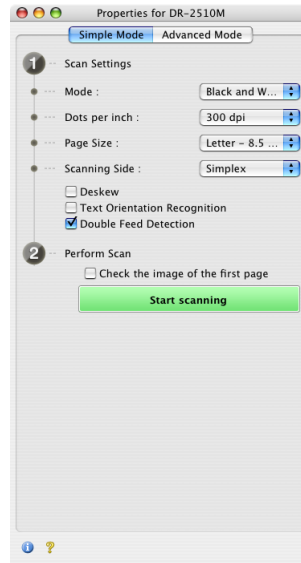 Properties for DR-2510M
Simple Mode Advanced Mode
1 Scan Settings
Mode : Black and W...
Dots per inch : 300 dpi
Page Size : Letter – 8.5 ...
Scanning Side : Simplex
Deskew
Text Orientation Recognition
Double Feed Detection
2 Perform Scan
Check the image of the first page
Start scanning
i ?